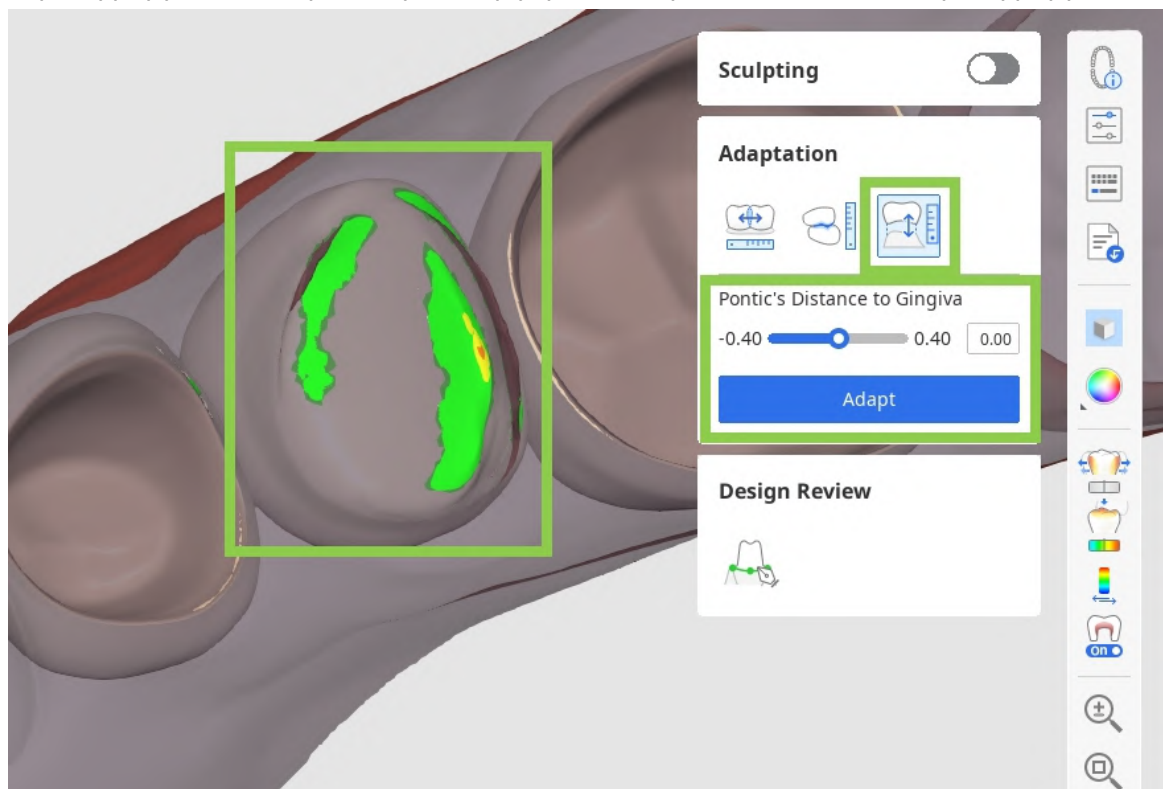 Sculpting
Adaptation
Pontic's Distance to Gingiva
-0.40 0.40 0.00
Adapt
Design Review
On